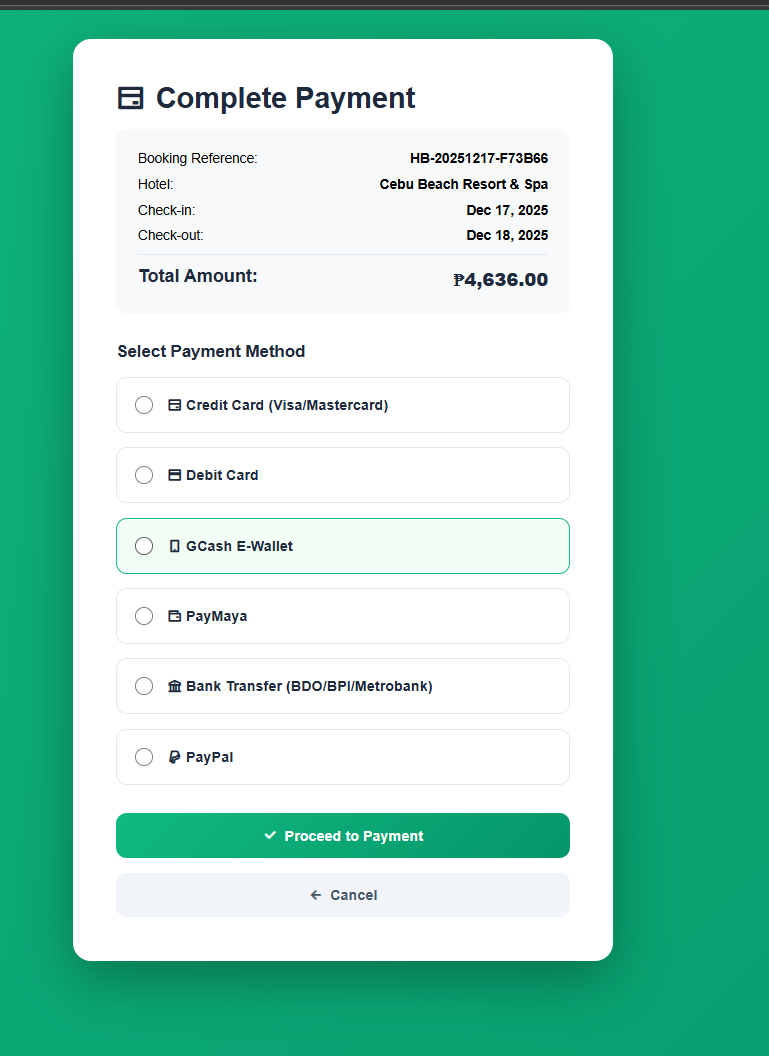 Complete Payment
Booking Reference: HB-20251217-F73B66
Hotel: Cebu Beach Resort & Spa
Check-in: Dec 17, 2025
Check-out: Dec 18, 2025
Total Amount: ₱4,636.00
Select Payment Method
Credit Card (Visa/Mastercard)
Debit Card
GCash E-Wallet
PayMaya
Bank Transfer (BDO/BPI/Metrobank)
PayPal
Proceed to Payment
Cancel